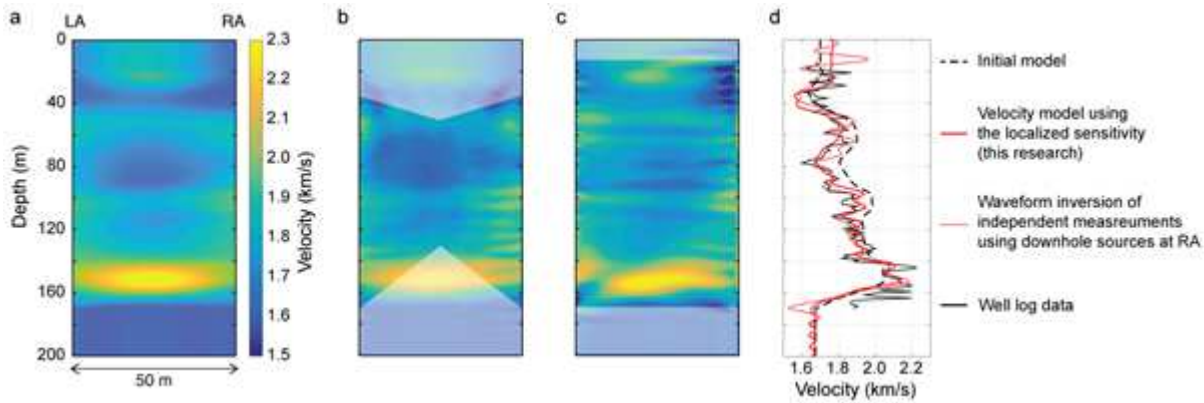 a LA RA b c d
0
40
80
120
160
200
Depth (m)
50 m
2.3
2.2
2.1
2.0
1.9
1.8
1.7
1.6
1.5
Velocity (km/s)
1.6 1.8 2.0 2.2
Velocity (km/s)
Initial model
Velocity model using
the localized sensitivity
(this research)
Waveform inversion of
independent measreuments
using downhole sources at RA
Well log data